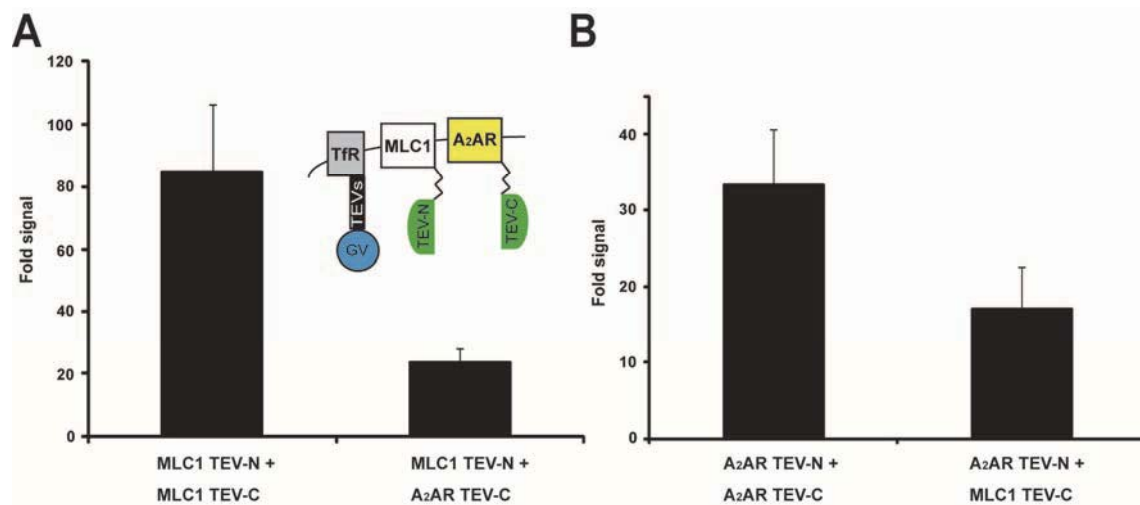 A
120
100
80
60
40
20
0
Fold signal
TfR
MLC1
A2AR
TEVs
TEV-N
TEV-C
GV
MLC1 TEV-N +
MLC1 TEV-C
MLC1 TEV-N +
A2AR TEV-C
B
40
30
20
10
0
Fold signal
A2AR TEV-N +
A2AR TEV-C
A2AR TEV-N +
MLC1 TEV-C